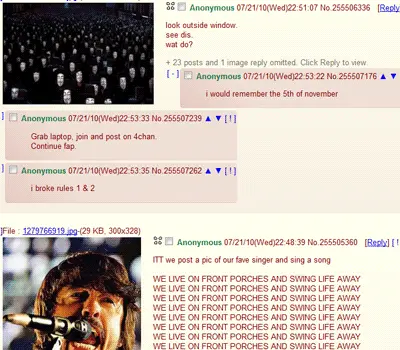 Anonymous 07/21/10(Wed)22:51:07 No.255506336 [Reply
look outside window.
see dis.
wat do?
+ 23 posts and 1 image reply omitted. Click Reply to view.
[ - ] Anonymous 07/21/10(Wed)22:53:22 No.255507176 ▲ ▼
i would remember the 5th of november
] Anonymous 07/21/10(Wed)22:53:33 No.255507239 ▲ ▼ [ ! ]
Grab laptop, join and post on 4chan.
Continue fap.
] Anonymous 07/21/10(Wed)22:53:35 No.255507262 ▲ ▼ [ ! ]
i broke rules 1 & 2
]File : 1279766919.jpg-(29 KB, 300x328)
Anonymous 07/21/10(Wed)22:48:39 No.255505360 [Reply] [ !
ITT we post a pic of our fave singer and sing a song
WE LIVE ON FRONT PORCHES AND SWING LIFE AWAY
WE LIVE ON FRONT PORCHES AND SWING LIFE AWAY
WE LIVE ON FRONT PORCHES AND SWING LIFE AWAY
WE LIVE ON FRONT PORCHES AND SWING LIFE AWAY
WE LIVE ON FRONT PORCHES AND SWING LIFE AWAY
WE LIVE ON FRONT PORCHES AND SWING LIFE AWAY
WE LIVE ON FRONT PORCHES AND SWING LIFE AWAY
WE LIVE ON FRONT PORCHES AND SWING LIFE AWAY